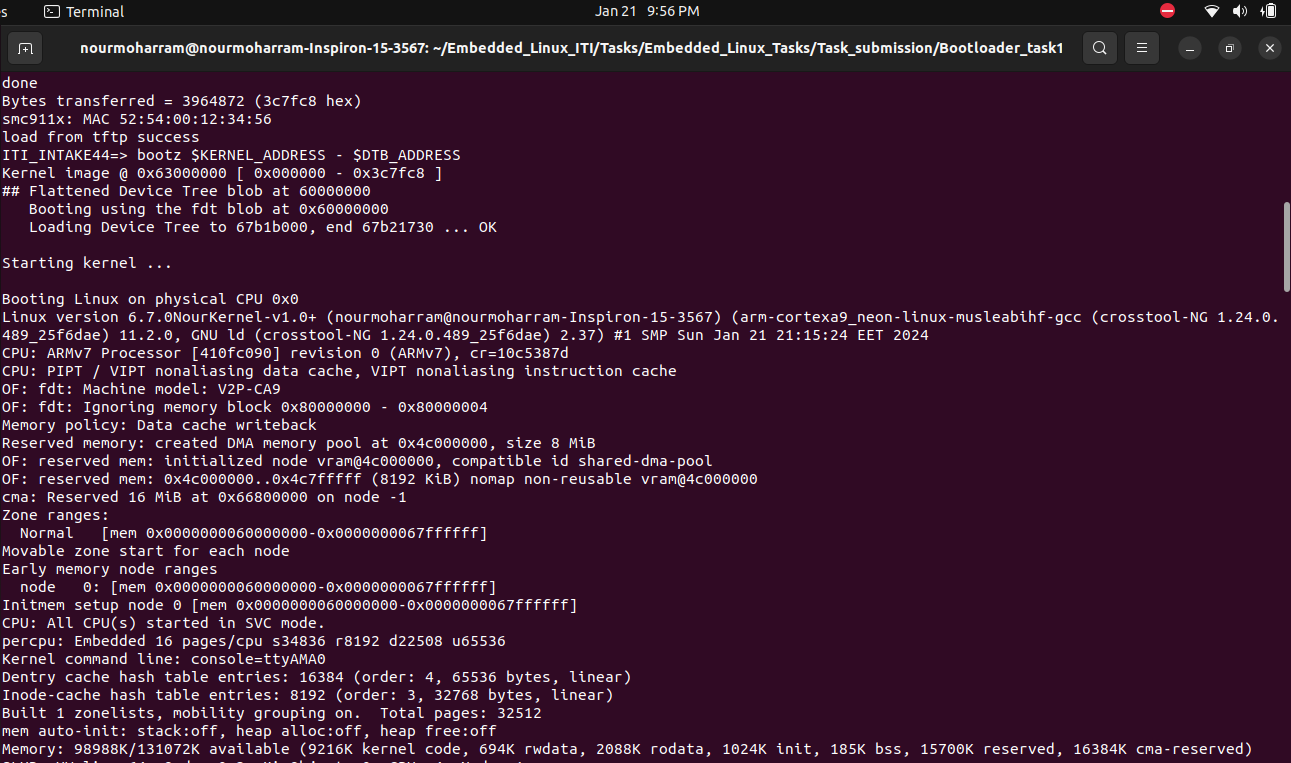 es
Terminal
Jan 21 9:56 PM
nourmoharram@nourmoharram-Inspiron-15-3567: ~/Embedded_Linux_ITI/Tasks/Embedded_Linux_Tasks/Task_submission/Bootloader_task1
done
Bytes transferred = 3964872 (3c7fc8 hex)
smc911x: MAC 52:54:00:12:34:56
load from tftp success
ITI_INTAKE44=> bootz $KERNEL_ADDRESS - $DTB_ADDRESS
Kernel image @ 0x63000000 [ 0x000000 - 0x3c7fc8 ]
## Flattened Device Tree blob at 60000000
   Booting using the fdt blob at 0x60000000
   Loading Device Tree to 67b1b000, end 67b21730 ... OK
Starting kernel ...
Booting Linux on physical CPU 0x0
Linux version 6.7.0NourKernel-v1.0+ (nourmoharram@nourmoharram-Inspiron-15-3567) (arm-cortexa9_neon-linux-musleabihf-gcc (crosstool-NG 1.24.0.
489_25f6dae) 11.2.0, GNU ld (crosstool-NG 1.24.0.489_25f6dae) 2.37) #1 SMP Sun Jan 21 21:15:24 EET 2024
CPU: ARMv7 Processor [410fc090] revision 0 (ARMv7), cr=10c5387d
CPU: PIPT / VIPT nonaliasing data cache, VIPT nonaliasing instruction cache
OF: fdt: Machine model: V2P-CA9
OF: fdt: Ignoring memory block 0x80000000 - 0x80000004
Memory policy: Data cache writeback
Reserved memory: created DMA memory pool at 0x4c000000, size 8 MiB
OF: reserved mem: initialized node vram@4c000000, compatible id shared-dma-pool
OF: reserved mem: 0x4c000000..0x4c7fffff (8192 KiB) nomap non-reusable vram@4c000000
cma: Reserved 16 MiB at 0x66800000 on node -1
Zone ranges:
  Normal   [mem 0x0000000060000000-0x0000000067ffffff]
Movable zone start for each node
Early memory node ranges
  node   0: [mem 0x0000000060000000-0x0000000067ffffff]
Initmem setup node 0 [mem 0x0000000060000000-0x0000000067ffffff]
CPU: All CPU(s) started in SVC mode.
percpu: Embedded 16 pages/cpu s34836 r8192 d22508 u65536
Kernel command line: console=ttyAMA0
Dentry cache hash table entries: 16384 (order: 4, 65536 bytes, linear)
Inode-cache hash table entries: 8192 (order: 3, 32768 bytes, linear)
Built 1 zonelists, mobility grouping on.  Total pages: 32512
mem auto-init: stack:off, heap alloc:off, heap free:off
Memory: 98988K/131072K available (9216K kernel code, 694K rwdata, 2088K rodata, 1024K init, 185K bss, 15700K reserved, 16384K cma-reserved)